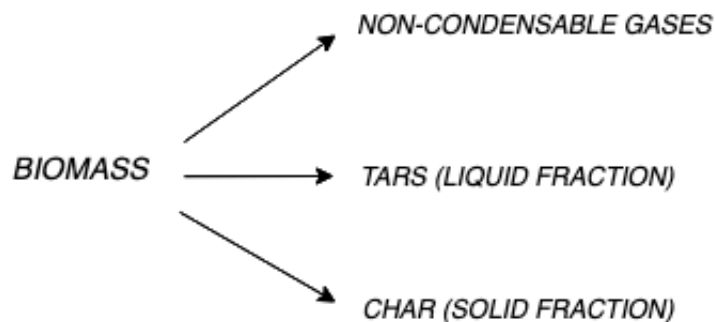 NON-CONDENSABLE GASES
BIOMASS
TARS (LIQUID FRACTION)
CHAR (SOLID FRACTION)